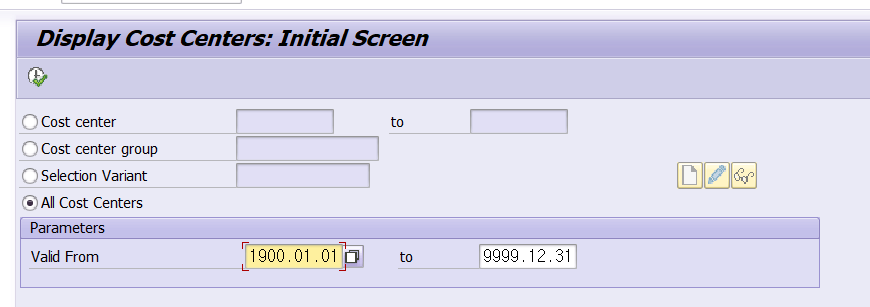 Display Cost Centers: Initial Screen
Cost center to
Cost center group
Selection Variant
All Cost Centers
Parameters
Valid From 1900.01.01 to 9999.12.31